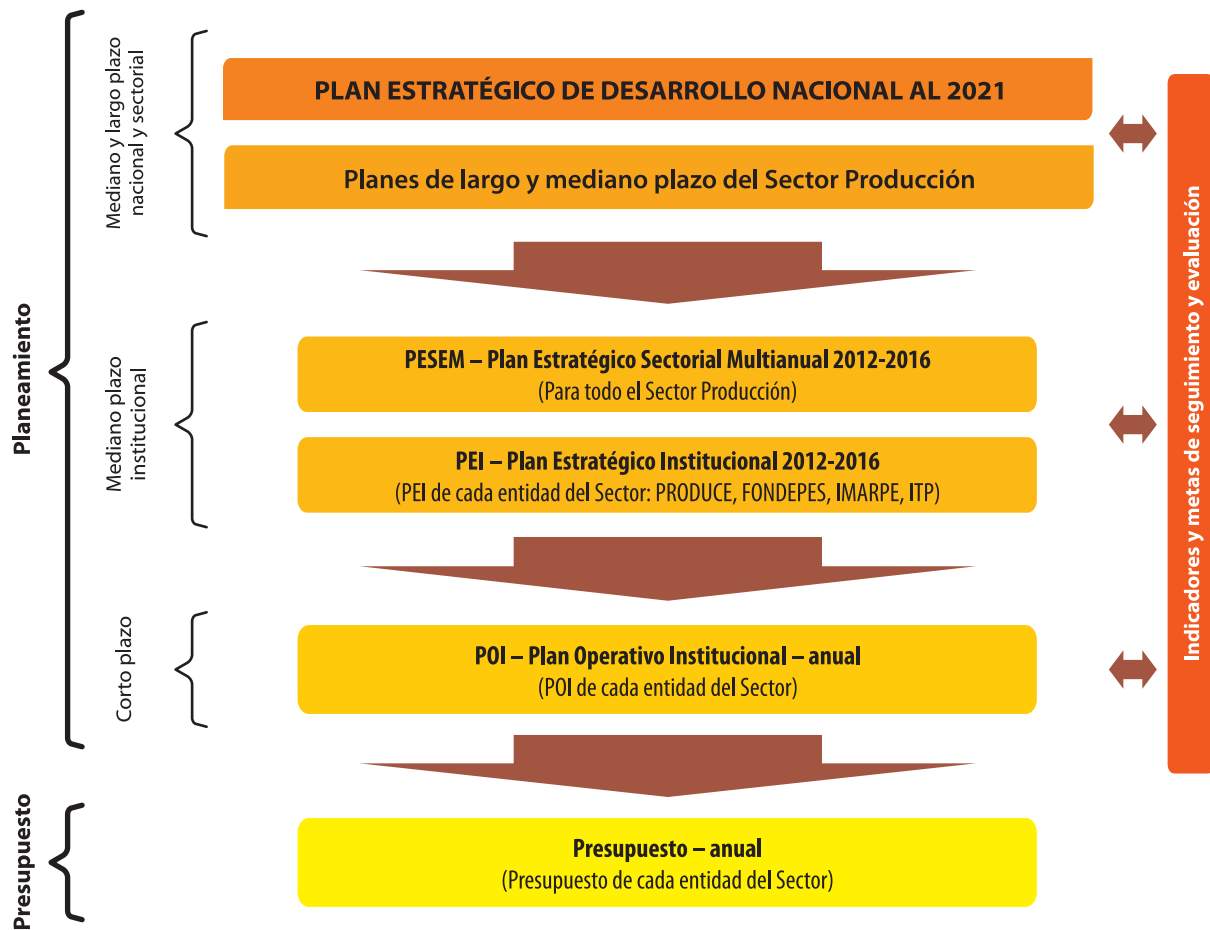 PLAN ESTRATÉGICO DE DESARROLLO NACIONAL AL 2021
Planes de largo y mediano plazo del Sector Producción
Mediano y largo plazo
nacional y sectorial
Planeamiento
Mediano plazo
institucional
PESEM – Plan Estratégico Sectorial Multianual 2012-2016
(Para todo el Sector Producción)
PEI – Plan Estratégico Institucional 2012-2016
(PEI de cada entidad del Sector: PRODUCE, FONDEPES, IMARPE, ITP)
Corto plazo
POI – Plan Operativo Institucional – anual
(POI de cada entidad del Sector)
Indicadores y metas de seguimiento y evaluación
Presupuesto
Presupuesto – anual
(Presupuesto de cada entidad del Sector)